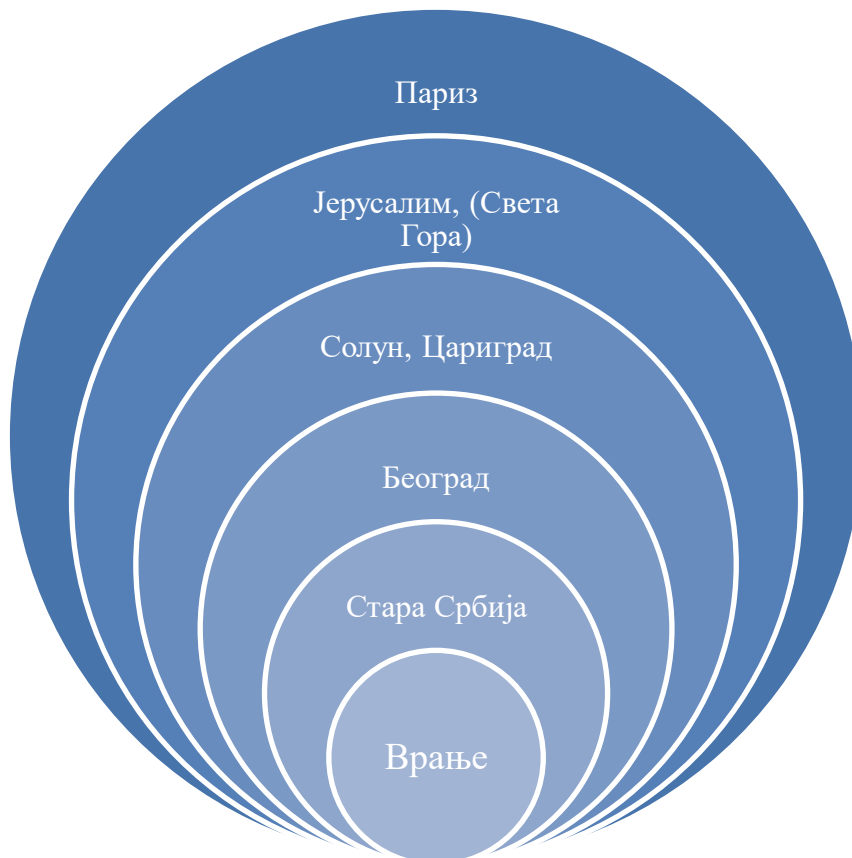 Париз
Јерусалим, (Света
Гора)
Солун, Цариград
Београд
Стара Србија
Врање